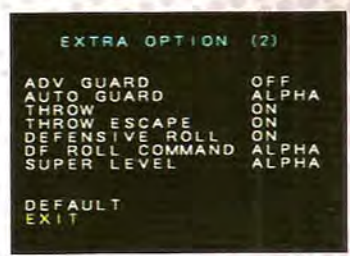 EXTRA OPTION (2)
ADV GUARD OFF
AUTO GUARD ALPHA
THROW ON
THROW ESCAPE ON
DEFENSIVE ROLL ON
DF ROLL COMMAND ALPHA
SUPER LEVEL ALPHA
DEFAULT
EXIT